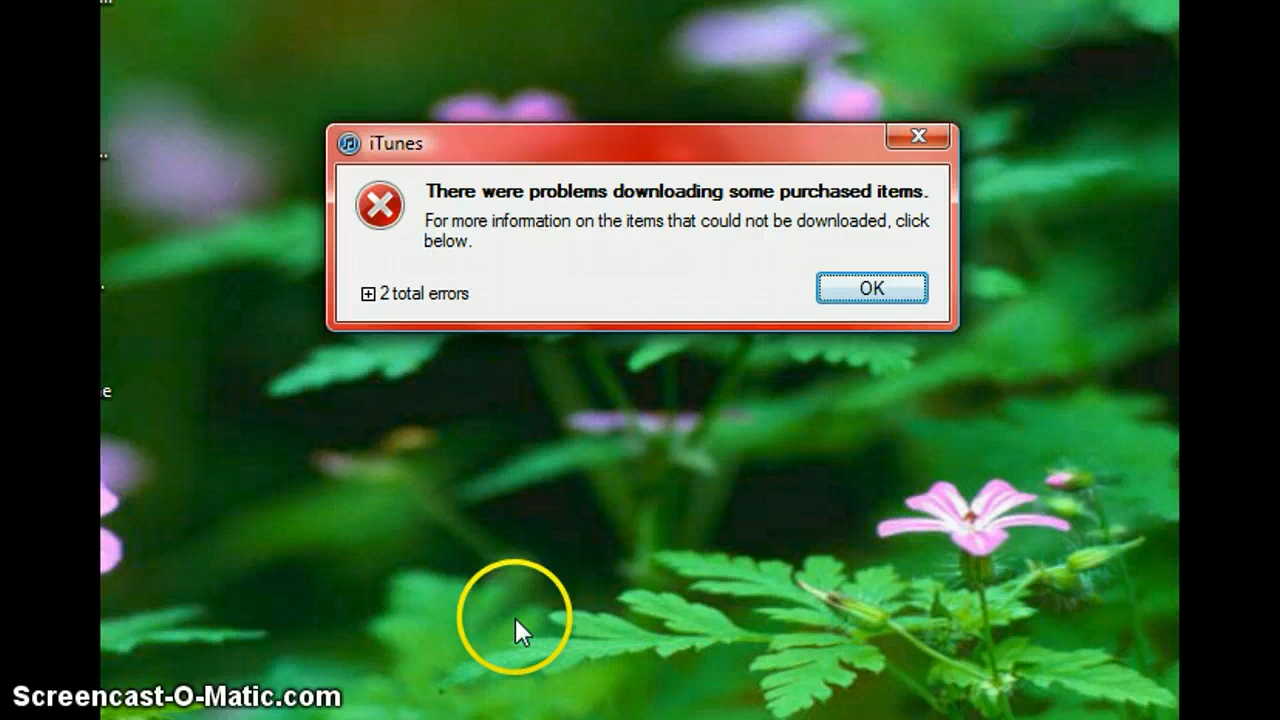 iTunes
There were problems downloading some purchased items.
For more information on the items that could not be downloaded, click
below.
2 total errors
OK
e
Screencast-O-Matic.com